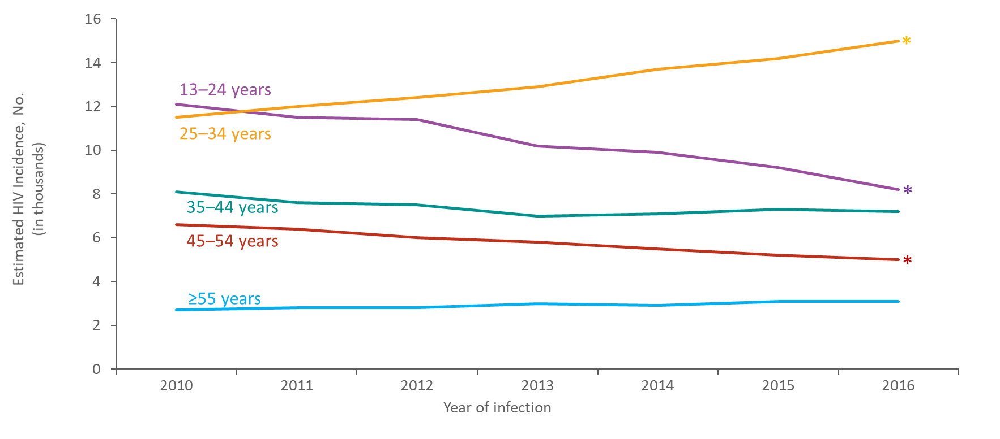 16
14
12
10
8
6
4
2
0
Estimated HIV Incidence, No.
(in thousands)
13–24 years
25–34 years
35–44 years
45–54 years
≥55 years
*
*
*
2010 2011 2012 2013 2014 2015 2016
Year of infection